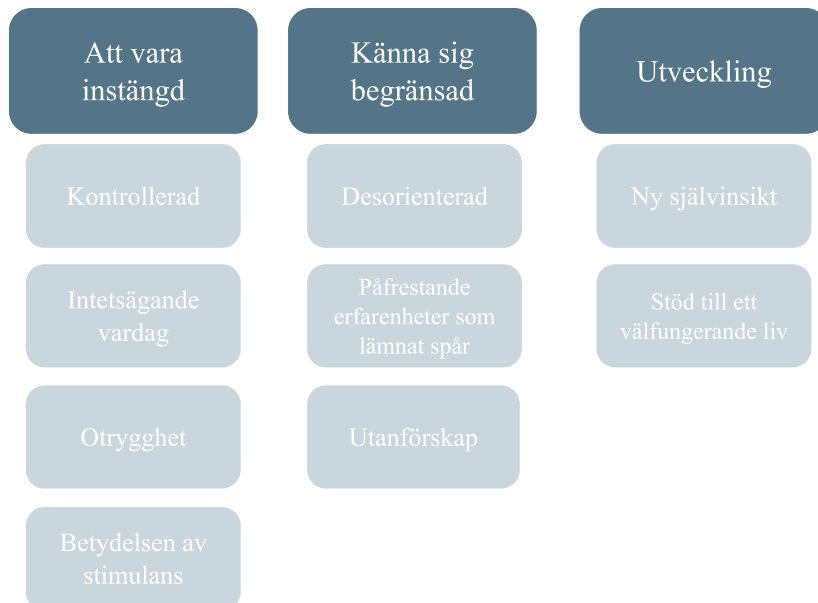 Att vara
instängd
Kontrollerad
Intetsägande
vardag
Otrygghet
Betydelsen av
stimulans
Känna sig
begränsad
Desorienterad
Påfrestande
erfarenheter som
lämnat spår
Utanförskap
Utveckling
Ny självinsikt
Stöd till ett
välfungerande liv